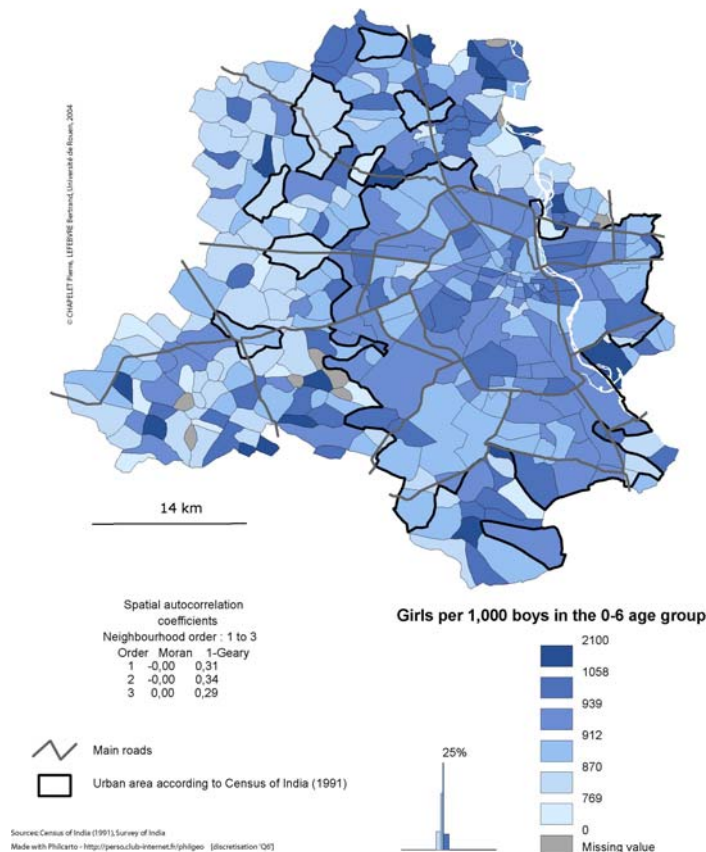 © CHAPELET Pierre, LEFEBVRE Bertrand, Université de Rouen, 2004
14 km
Spatial autocorrelation
coefficients
Neighbourhood order : 1 to 3
Order Moran 1-Geary
1 -0,00 0,31
2 -0,00 0,34
3 0,00 0,29
Main roads
Urban area according to Census of India (1991)
Sources: Census of India (1991), Survey of India
Made with Philcarto - http://perso.club-internet.fr/philgeo [discretisation 'Q6']
25%
Girls per 1,000 boys in the 0-6 age group
2100
1058
939
912
870
769
0
Missing value